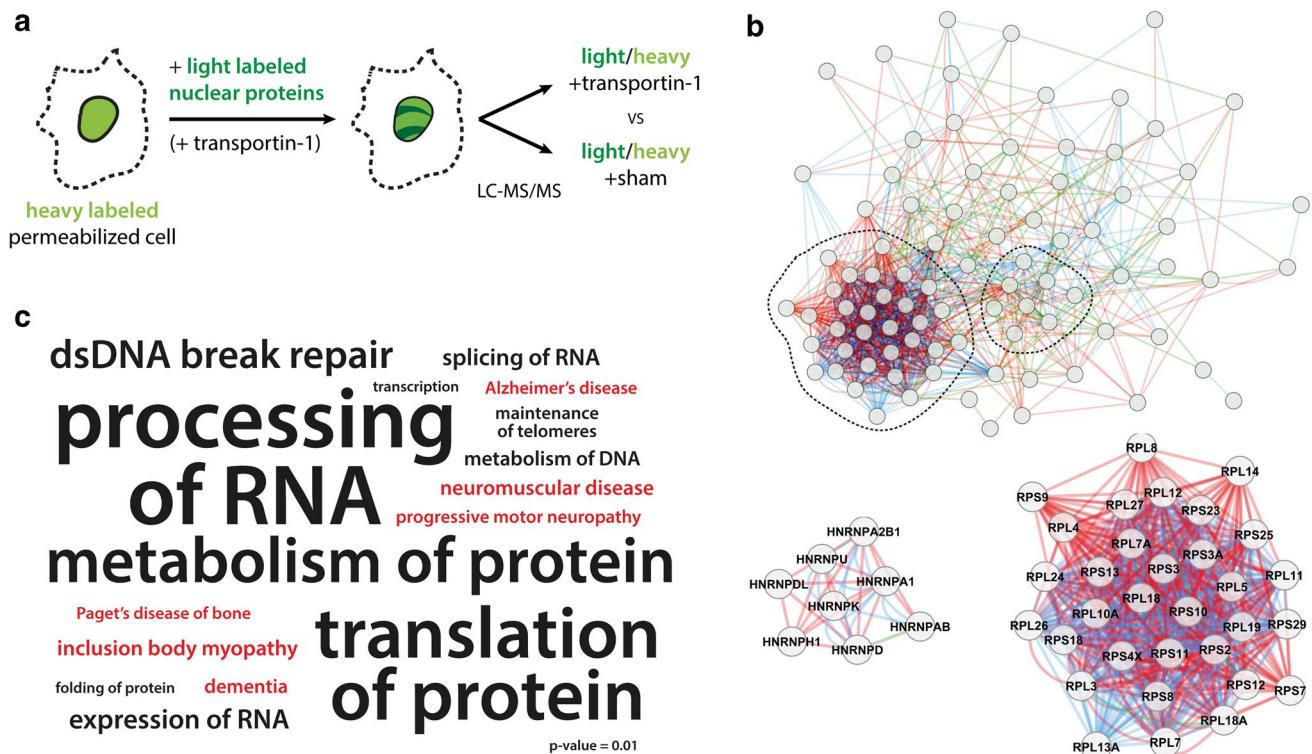 a
+ light labeled
nuclear proteins
(+ transportin-1)
heavy labeled
permeabilized cell
LC-MS/MS
light/heavy
+transportin-1
vs
light/heavy
+sham
b
HNRNPA2B1
HNRNPU
HNRNPDL
HNRNPA1
HNRNPK
HNRNPAB
HNRNPH1
HNRNPD
RPL8
RPL14
RPS9
RPL27
RPL12
RPS23
RPL4
RPS25
RPL7A
RPS3A
RPL24
RPS13
RPS3
RPL11
RPL5
RPL18
RPL10A
RPS10
RPL26
RPS18
RPL19
RPS29
RPS4X
RPS11
RPS2
RPL3
RPS8
RPS12
RPS7
RPL18A
RPL13A
RPL7
c
dsDNA break repair
splicing of RNA
transcription
Alzheimer’s disease
processing
of RNA
maintenance
of telomeres
metabolism of DNA
neuromuscular disease
progressive motor neuropathy
metabolism of protein
Paget’s disease of bone
inclusion body myopathy
translation
of protein
folding of protein
dementia
expression of RNA
p-value = 0.01